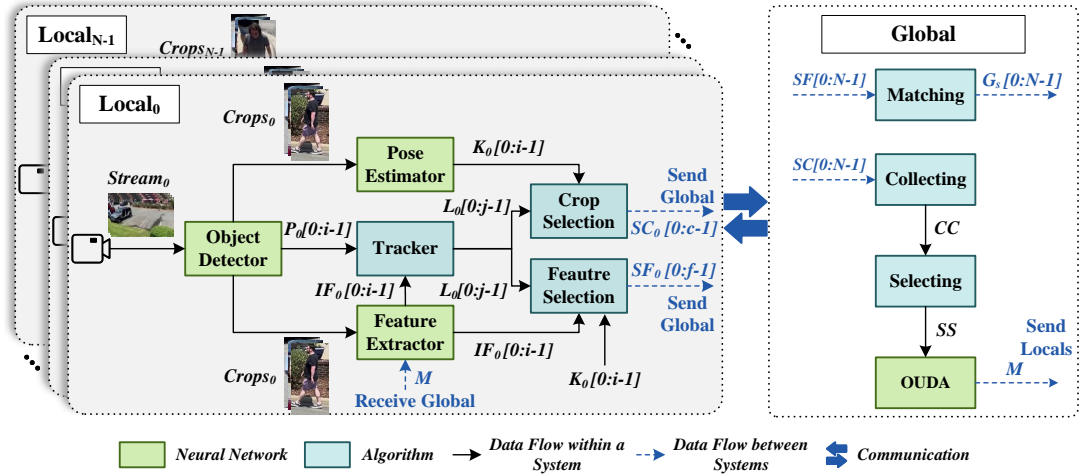 Local_N-1
Crops_N-1
Local_0
Crops_0
Stream_0
Pose
Estimator
K_0 [0:i-1]
Object
Detector
P_0 [0:i-1]
Tracker
L_0 [0:j-1]
Crop
Selection
Send
Global
SC_0 [0:c-1]
IF_0 [0:i-1]
L_0 [0:j-1]
Feautre
Selection
SF_0 [0:f-1]
Send
Global
Feature
Extractor
IF_0 [0:i-1]
Crops_0
M
Receive Global
K_0 [0:i-1]
Global
SF[0:N-1]
Matching
G_s [0:N-1]
SC[0:N-1]
Collecting
CC
Selecting
SS
Send
Locals
OUDA
M
Neural Network
Algorithm
Data Flow within a
System
Data Flow between
Systems
Communication